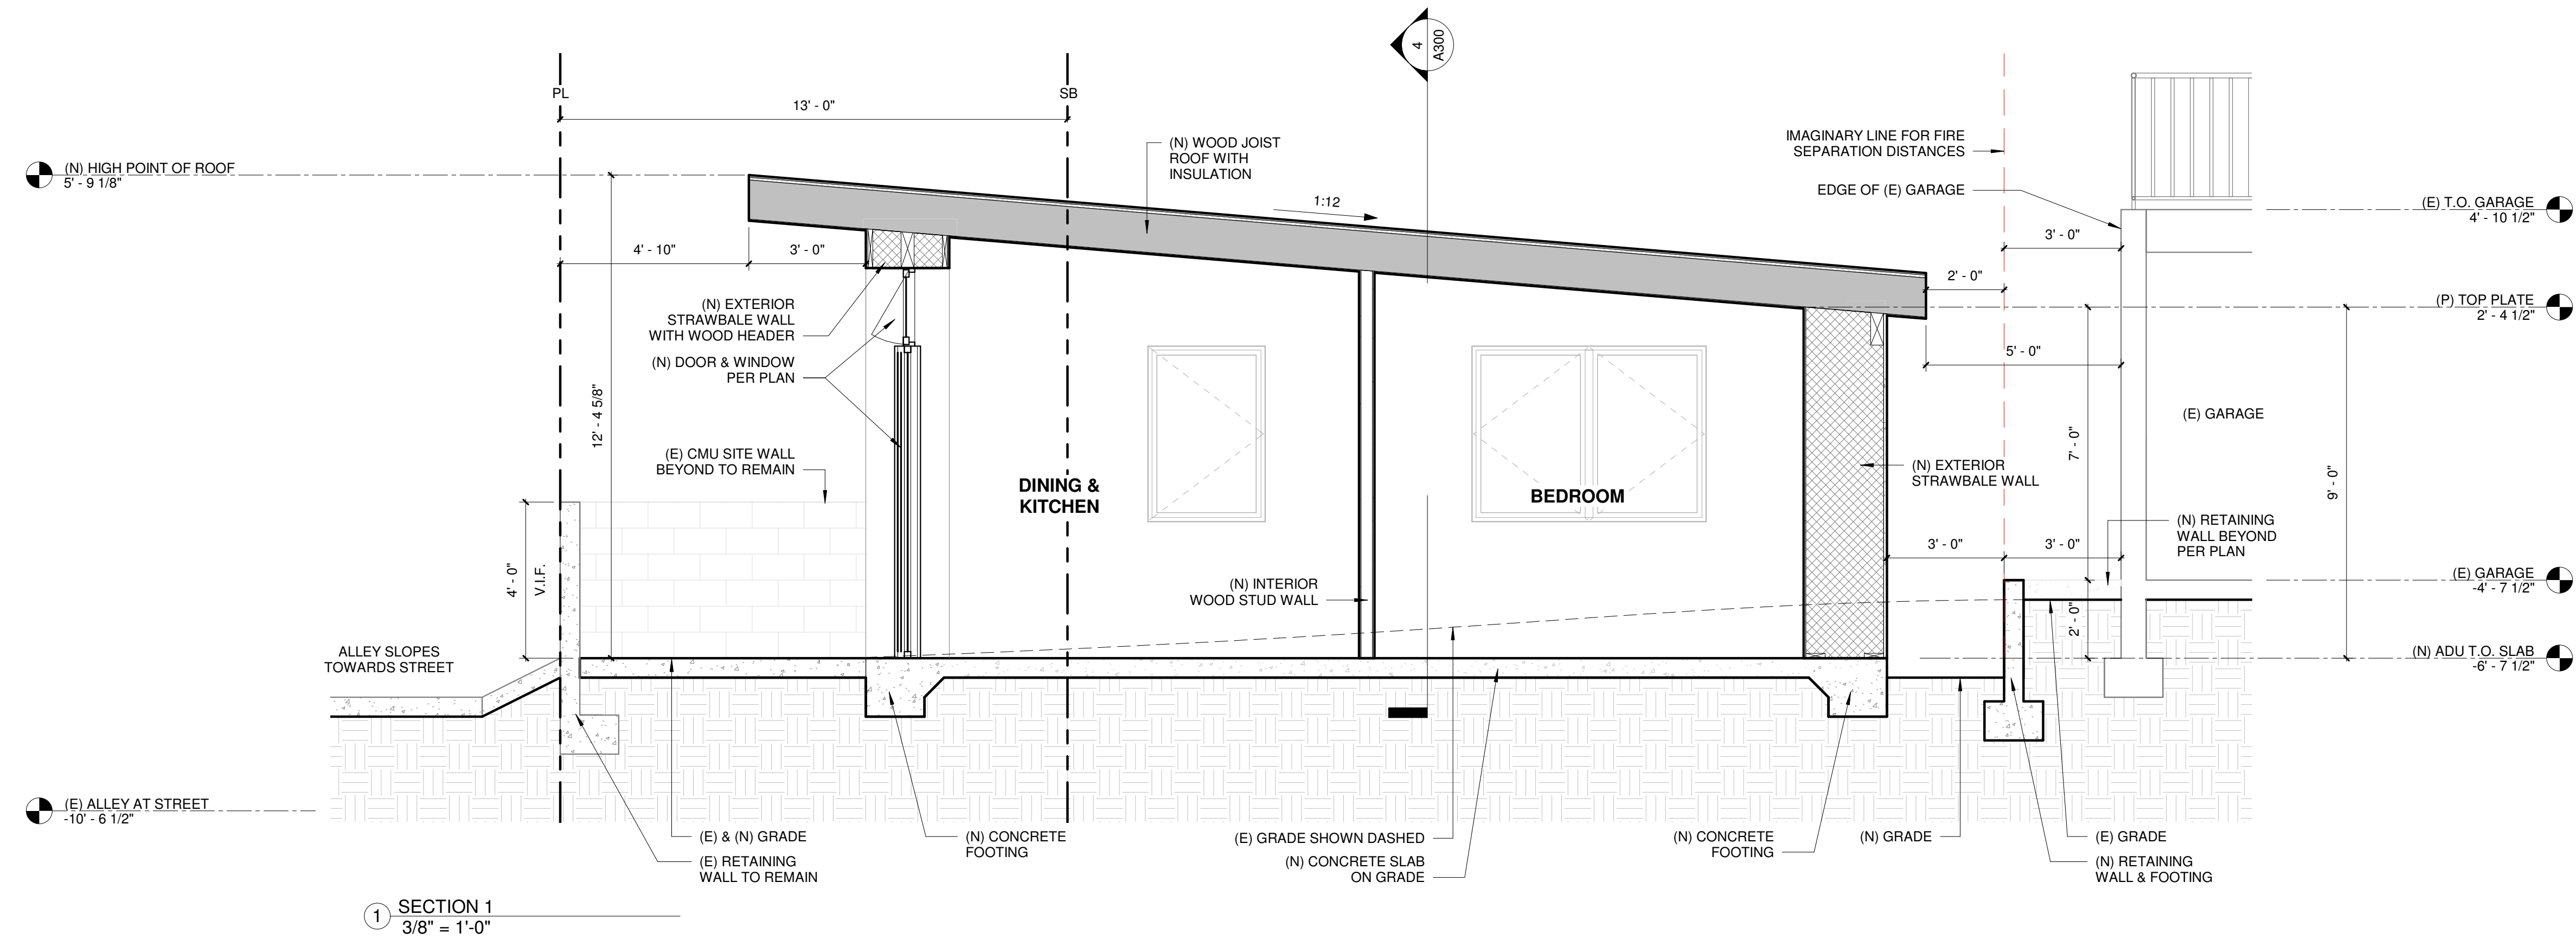 4
A300
PL
SB
13' - 0"
(N) HIGH POINT OF ROOF
5' - 9 1/8"
(N) WOOD JOIST
ROOF WITH
INSULATION
1:12
IMAGINARY LINE FOR FIRE
SEPARATION DISTANCES
EDGE OF (E) GARAGE
(E) T.O. GARAGE
4' - 10 1/2"
4' - 10"
3' - 0"
3' - 0"
2' - 0"
(N) EXTERIOR
STRAWBALE WALL
WITH WOOD HEADER
(P) TOP PLATE
2' - 4 1/2"
(N) DOOR & WINDOW
PER PLAN
5' - 0"
12' - 4 5/8"
(E) GARAGE
(E) CMU SITE WALL
BEYOND TO REMAIN
7' - 0"
9' - 0"
DINING &
KITCHEN
BEDROOM
(N) EXTERIOR
STRAWBALE WALL
(N) RETAINING
WALL BEYOND
PER PLAN
3' - 0"
3' - 0"
4' - 0"
V.I.F.
(N) INTERIOR
WOOD STUD WALL
(E) GARAGE
-4' - 7 1/2"
2' - 0"
ALLEY SLOPES
TOWARDS STREET
(N) ADU T.O. SLAB
-6' - 7 1/2"
(E) ALLEY AT STREET
-10' - 6 1/2"
(E) & (N) GRADE
(E) RETAINING
WALL TO REMAIN
(N) CONCRETE
FOOTING
(E) GRADE SHOWN DASHED
(N) CONCRETE SLAB
ON GRADE
(N) CONCRETE
FOOTING
(N) GRADE
(E) GRADE
(N) RETAINING
WALL & FOOTING
1
SECTION 1
3/8" = 1'-0"